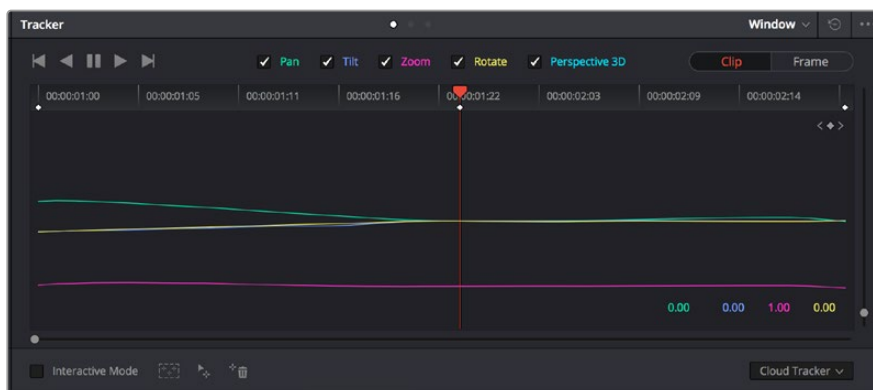 Tracker Window
Pan Tilt Zoom Rotate Perspective 3D Clip Frame
00:00:01:00 00:00:01:05 00:00:01:11 00:00:01:16 00:00:01:22 00:00:02:03 00:00:02:09 00:00:02:14
0.00 0.00 1.00 0.00
Interactive Mode Cloud Tracker